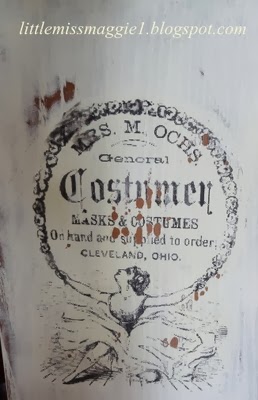 littlemissmaggie1.blogspot.com
MRS. M. OCHS
General
Costumer
MASKS & COSTUMES
On hand and supplied to order,
CLEVELAND, OHIO.